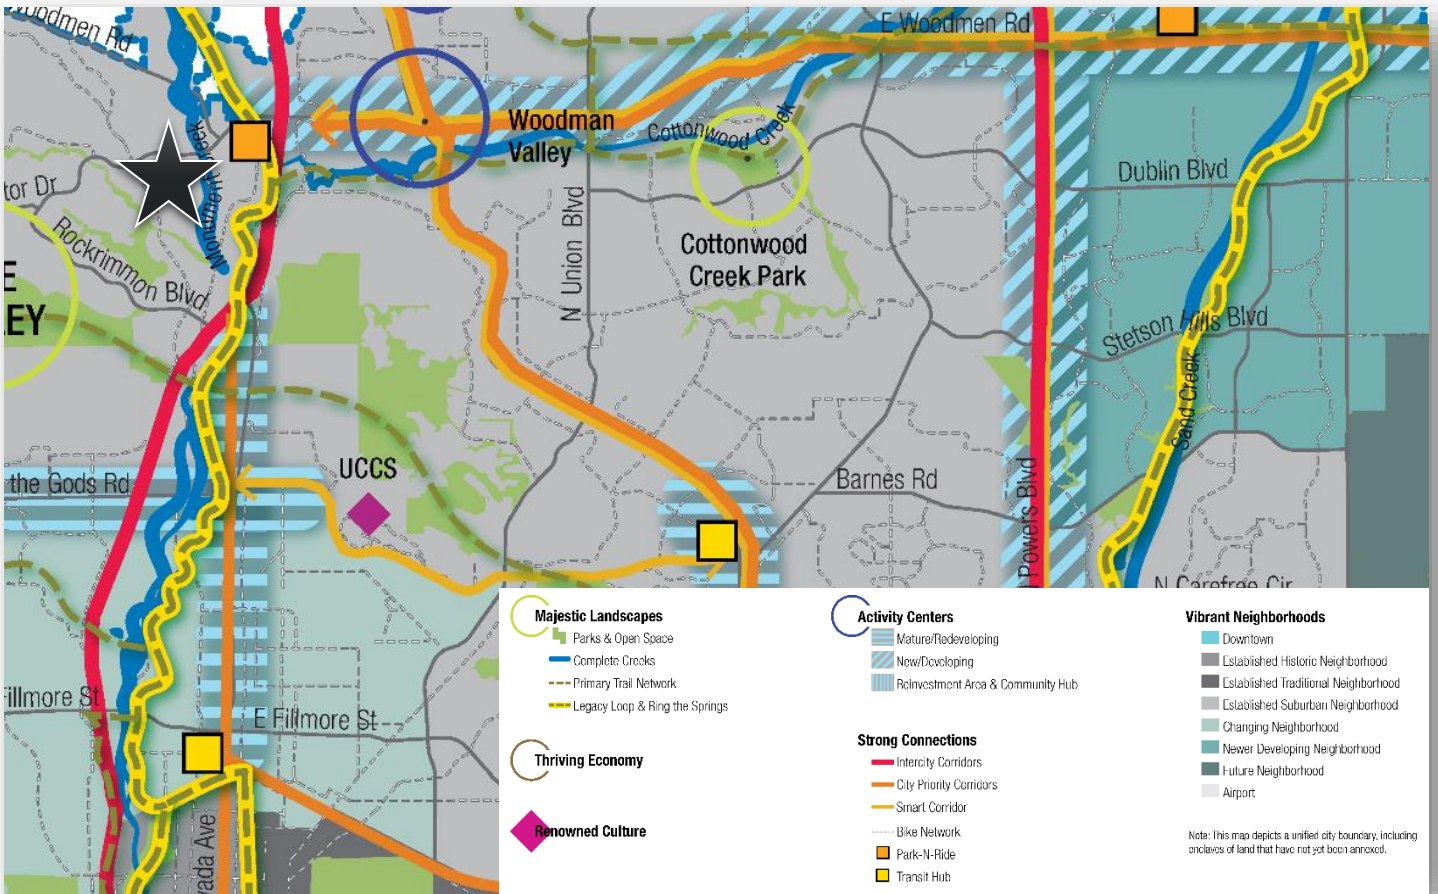 Woodmen Rd
E Woodmen Rd
Woodman
Valley
Cottonwood Creek
Monument Creek
Dublin Blvd
tor Dr
Rockrimmon Blvd
N Union Blvd
Cottonwood
Creek Park
E
EY
Stetson Hills Blvd
Sand Creek
UCCS
the Gods Rd
Barnes Rd
Powers Blvd
N Carefree Cir
Fillmore St
E Fillmore St
vada Ave
Majestic Landscapes
Parks & Open Space
Complete Creeks
Primary Trail Network
Legacy Loop & Ring the Springs
Thriving Economy
Renowned Culture
Activity Centers
Mature/Redeveloping
New/Developing
Reinvestment Area & Community Hub
Strong Connections
Intercity Corridors
City Priority Corridors
Smart Corridor
Bike Network
Park-N-Ride
Transit Hub
Vibrant Neighborhoods
Downtown
Established Historic Neighborhood
Established Traditional Neighborhood
Established Suburban Neighborhood
Changing Neighborhood
Newer Developing Neighborhood
Future Neighborhood
Airport
Note: This map depicts a unified city boundary, including
enclaves of land that have not yet been annexed.